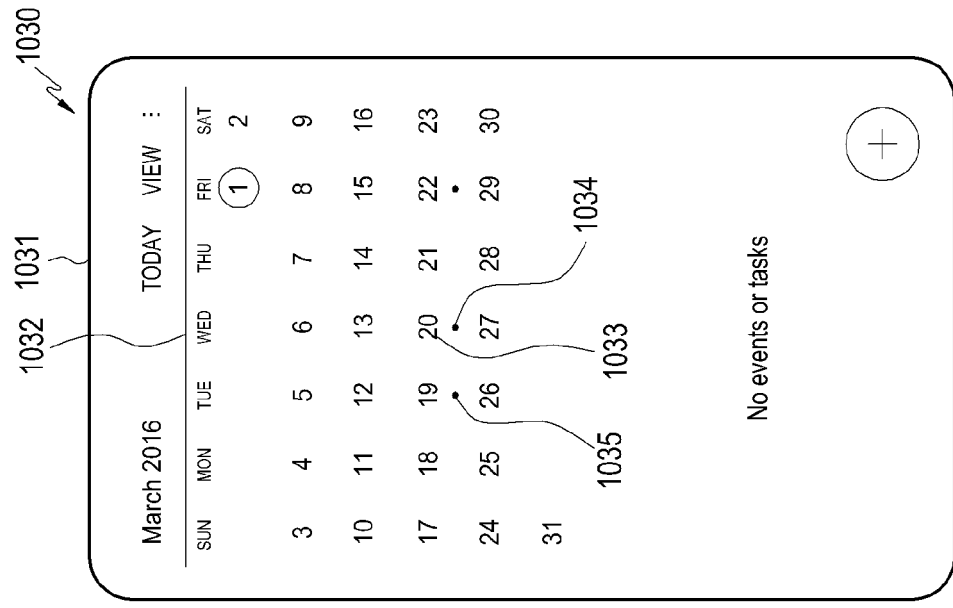 1030
1031
1032
March 2016 TODAY VIEW ⋮
SUN MON TUE WED THU FRI SAT
1 2
3 4 5 6 7 8 9
10 11 12 13 14 15 16
17 18 19 20 21 22 23
24 25 26 27 28 29 30
31
1035 1033 1034
No events or tasks
+